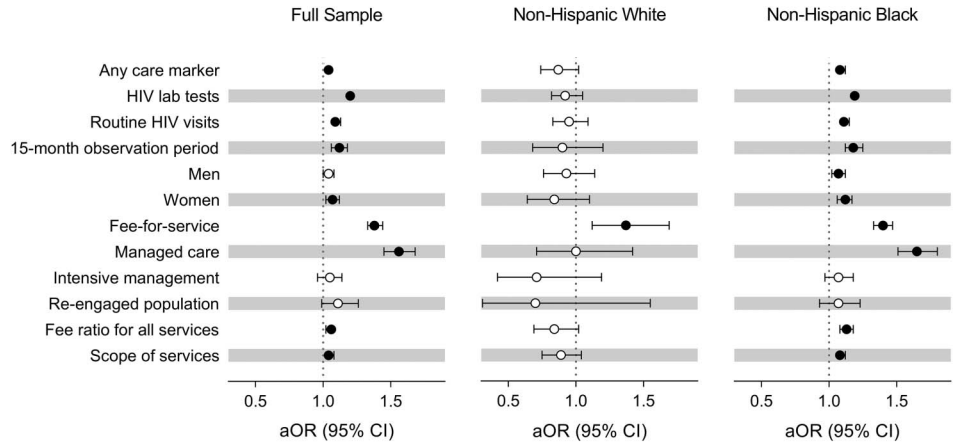 Full Sample Non-Hispanic White Non-Hispanic Black
Any care marker
HIV lab tests
Routine HIV visits
15-month observation period
Men
Women
Fee-for-service
Managed care
Intensive management
Re-engaged population
Fee ratio for all services
Scope of services
0.5 1.0 1.5 0.5 1.0 1.5 0.5 1.0 1.5
aOR (95% CI) aOR (95% CI) aOR (95% CI)